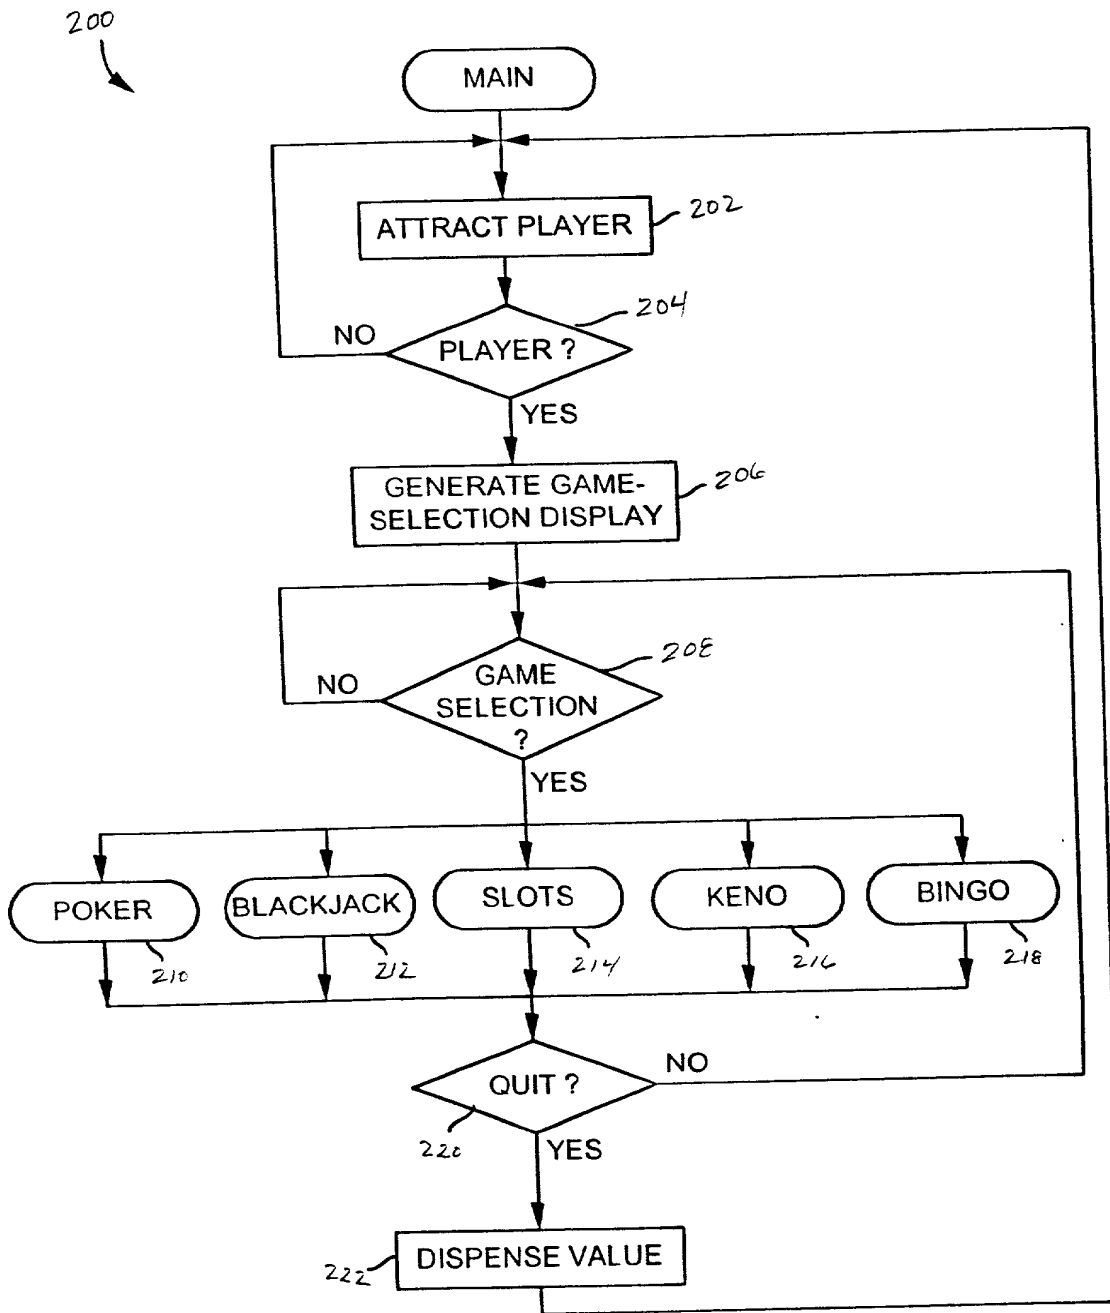 200
MAIN
ATTRACT PLAYER
202
204
NO
PLAYER ?
YES
GENERATE GAME-
SELECTION DISPLAY
206
208
NO
GAME
SELECTION
?
YES
POKER
BLACKJACK
SLOTS
KENO
BINGO
210
212
214
216
218
QUIT ?
NO
220
YES
DISPENSE VALUE
222